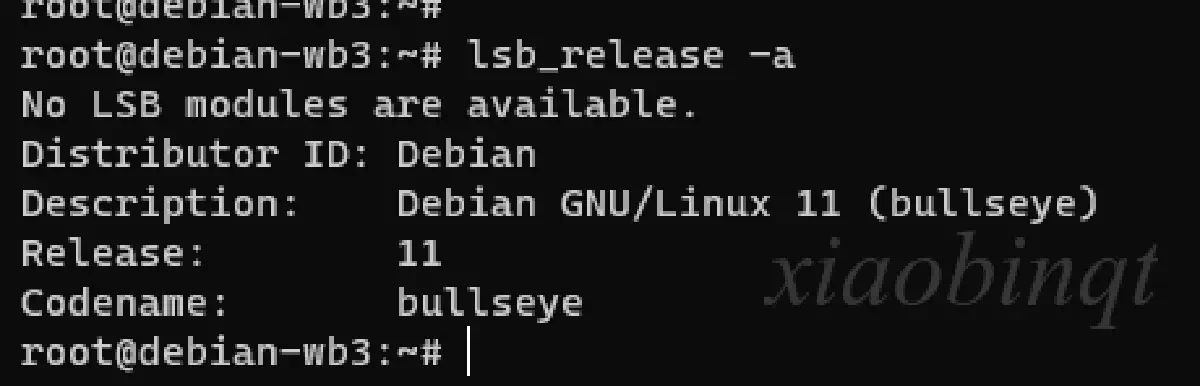 root@debian-wb3:~#
root@debian-wb3:~# lsb_release -a
No LSB modules are available.
Distributor ID: Debian
Description:    Debian GNU/Linux 11 (bullseye)
Release:        11
Codename:       bullseye
root@debian-wb3:~#
xiaobinqt